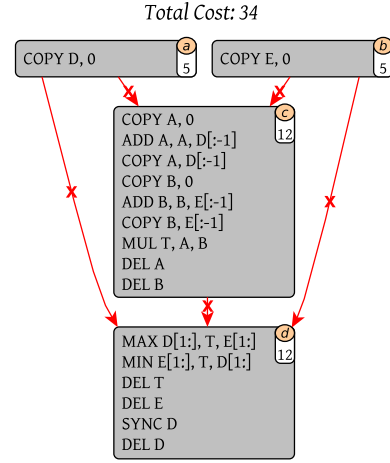 Total Cost: 34
a
COPY D, 0
5
b
COPY E, 0
5
c
COPY A, 0
12
ADD A, A, D[:-1]
COPY A, D[:-1]
COPY B, 0
ADD B, B, E[:-1]
COPY B, E[:-1]
MUL T, A, B
DEL A
DEL B
x
x
x
x
x
d
MAX D[1:], T, E[1:]
12
MIN E[1:], T, D[1:]
DEL T
DEL E
SYNC D
DEL D